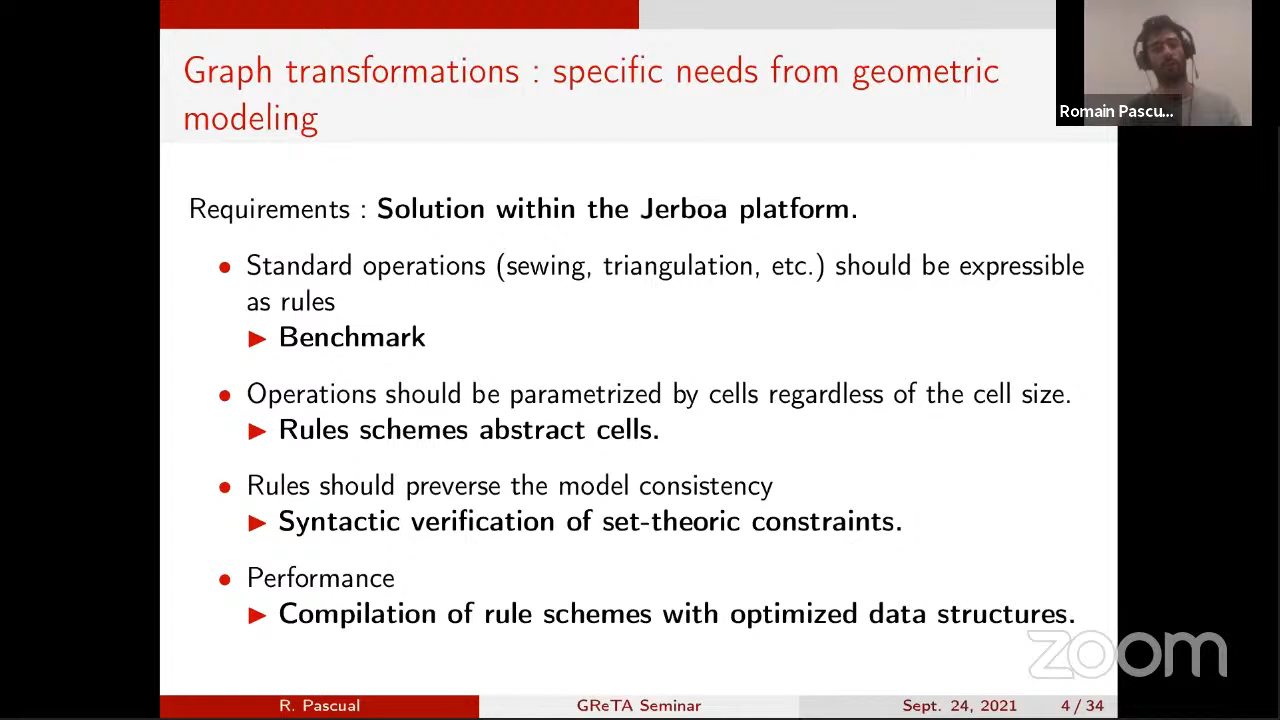 Graph transformations : specific needs from geometric
modeling
Romain Pascu...
Requirements : Solution within the Jerboa platform.
• Standard operations (sewing, triangulation, etc.) should be expressible
as rules
▶ Benchmark
• Operations should be parametrized by cells regardless of the cell size.
▶ Rules schemes abstract cells.
• Rules should preverse the model consistency
▶ Syntactic verification of set-theoric constraints.
• Performance
▶ Compilation of rule schemes with optimized data structures.
zoom
R. Pascual GReTA Seminar Sept. 24, 2021 4 / 34